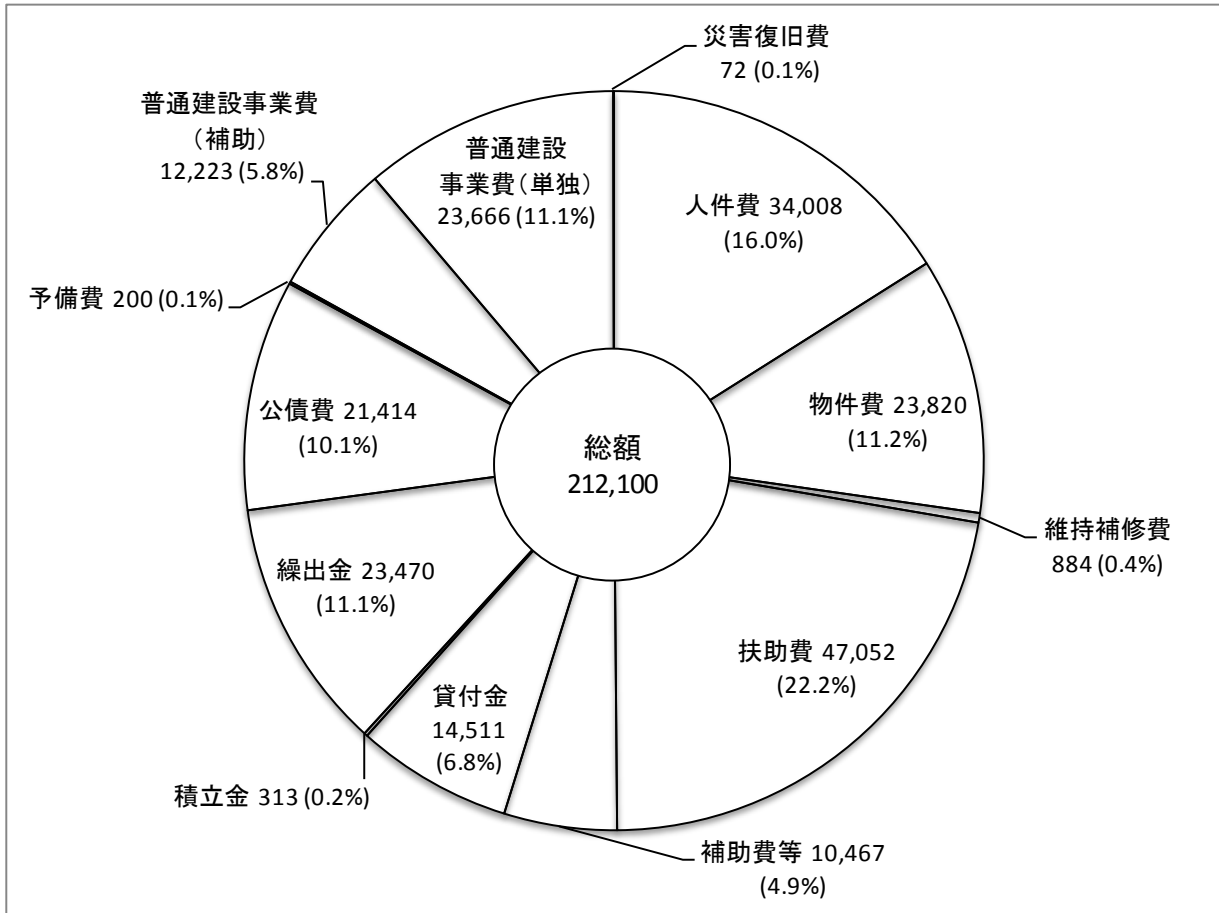 災害復旧費
72 (0.1%)
人件費 34,008
(16.0%)
物件費 23,820
(11.2%)
維持補修費
884 (0.4%)
扶助費 47,052
(22.2%)
補助費等 10,467
(4.9%)
貸付金
14,511
(6.8%)
積立金 313 (0.2%)
繰出金 23,470
(11.1%)
公債費 21,414
(10.1%)
予備費 200 (0.1%)
普通建設事業費
（補助）
12,223 (5.8%)
普通建設
事業費（単独）
23,666 (11.1%)
総額
212,100